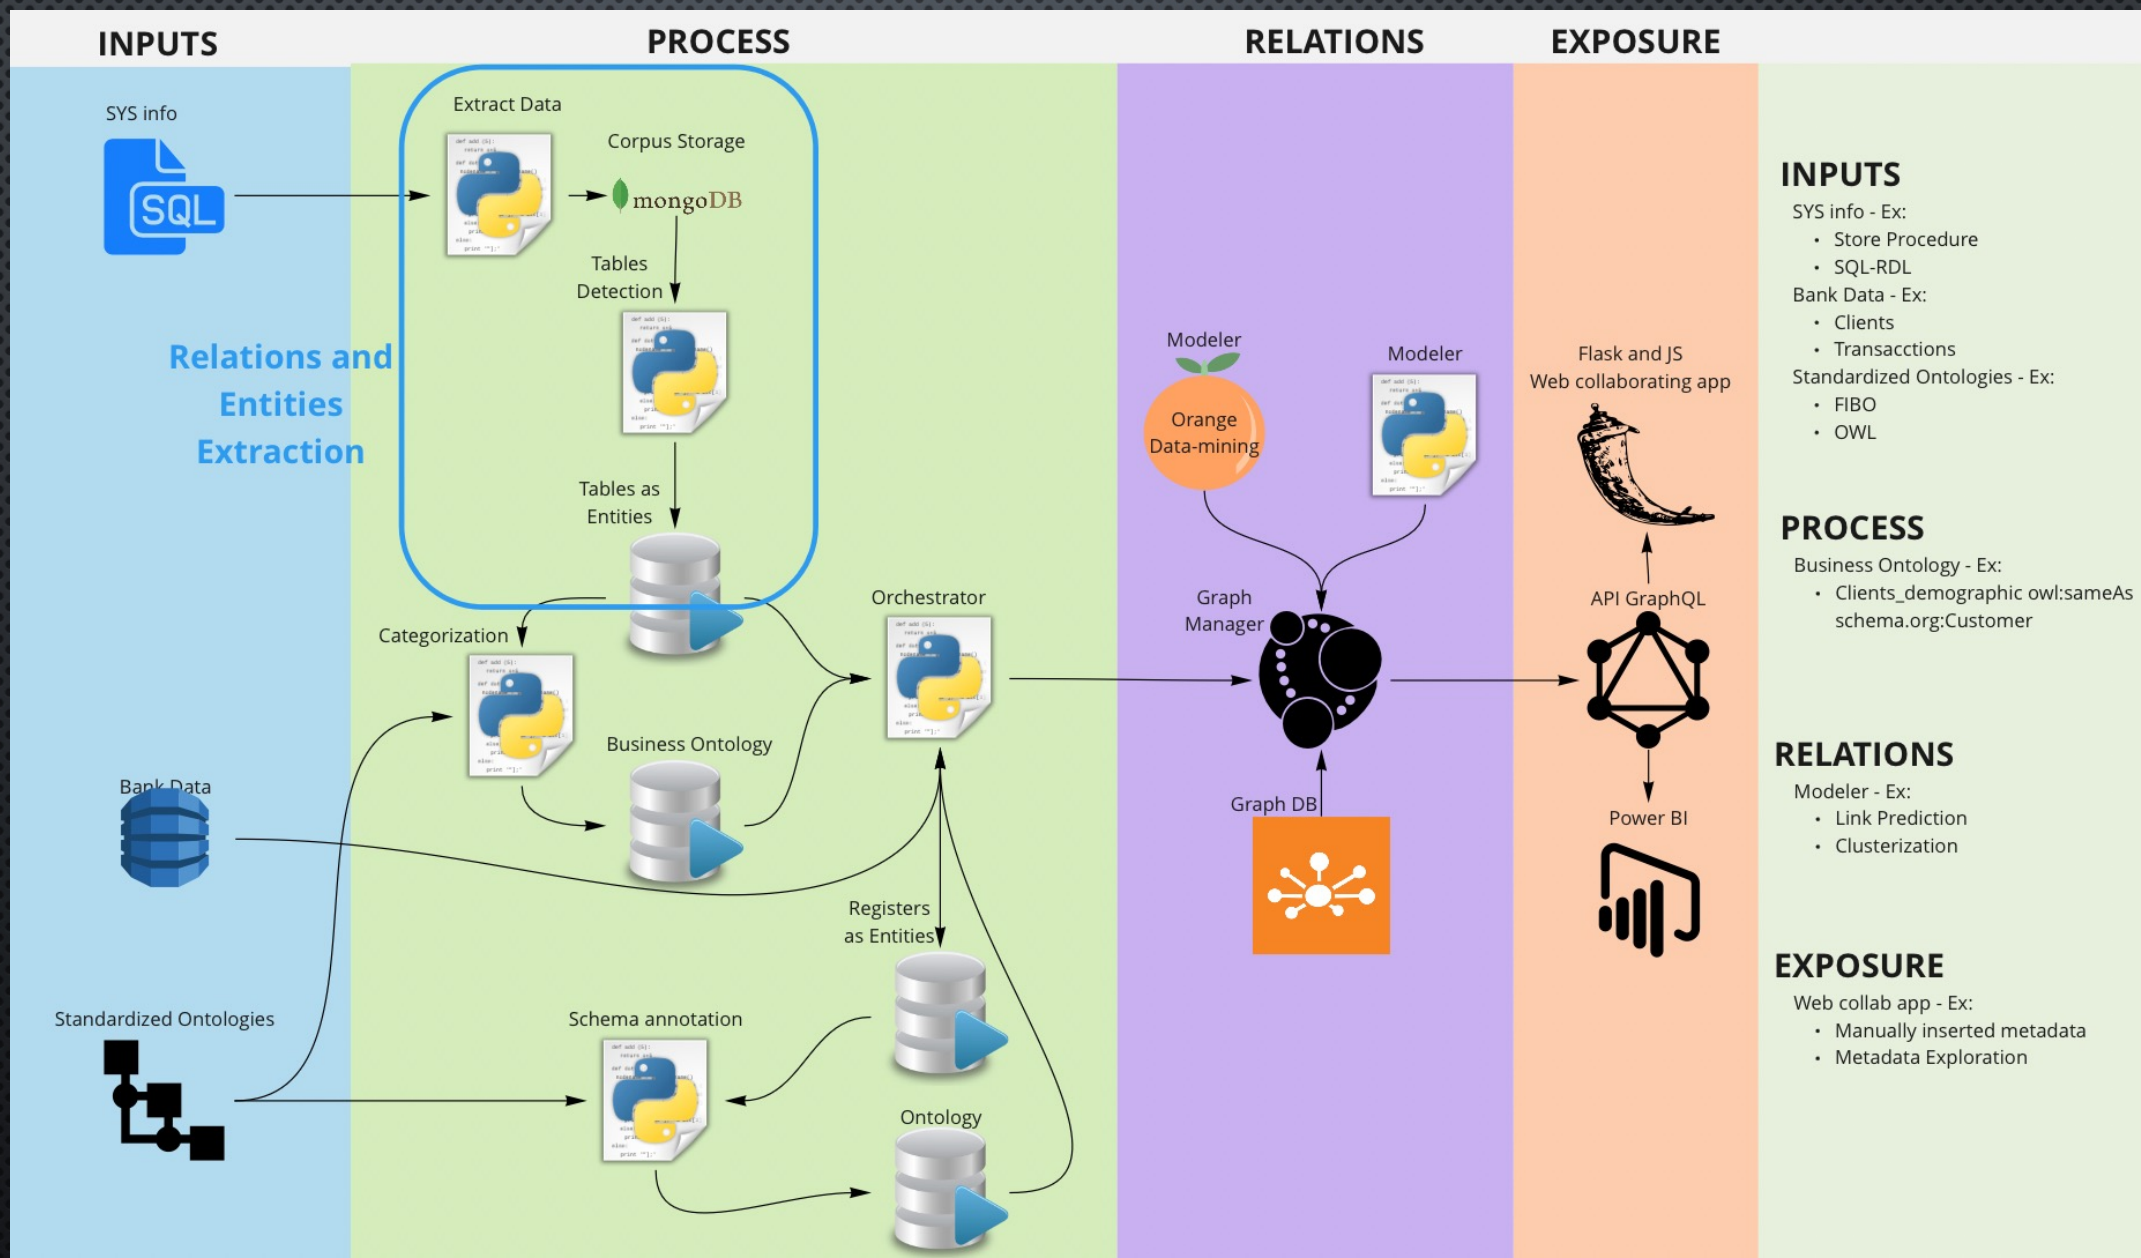 INPUTS
PROCESS
RELATIONS
EXPOSURE
SYS info
SQL
Relations and
Entities
Extraction
Bank Data
Standardized Ontologies
Extract Data
Corpus Storage
mongoDB
Tables
Detection
Tables as
Entities
Categorization
Business Ontology
Orchestrator
Registers
as Entities
Schema annotation
Ontology
Modeler
Orange
Data-mining
Modeler
Graph
Manager
Graph DB
Flask and JS
Web collaborating app
API GraphQL
Power BI
INPUTS
SYS info - Ex:
• Store Procedure
• SQL-RDL
Bank Data - Ex:
• Clients
• Transacctions
Standardized Ontologies - Ex:
• FIBO
• OWL
PROCESS
Business Ontology - Ex:
• Clients_demographic owl:sameAs
schema.org:Customer
RELATIONS
Modeler - Ex:
• Link Prediction
• Clusterization
EXPOSURE
Web collab app - Ex:
• Manually inserted metadata
• Metadata Exploration